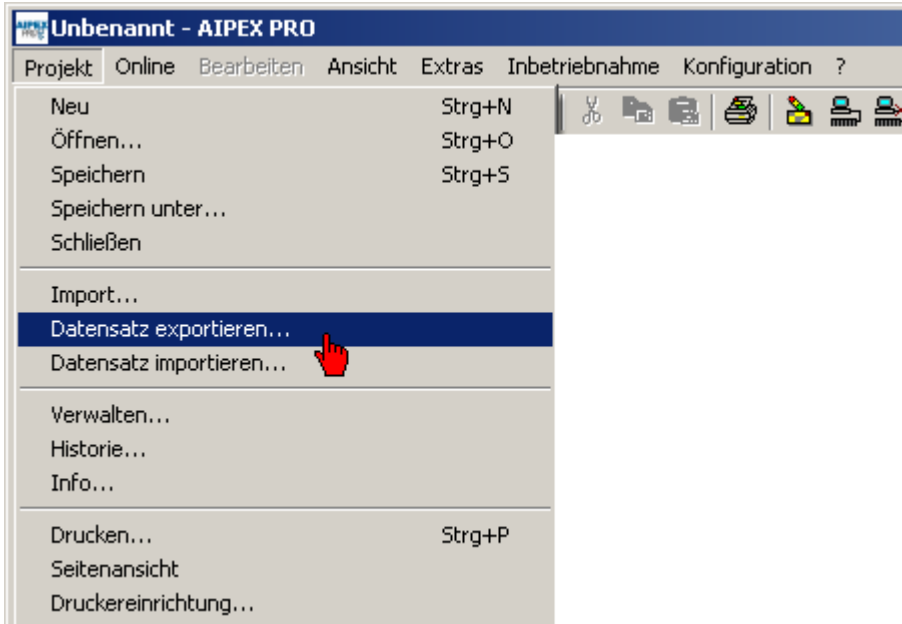 Unbenannt - AIPEX PRO
Projekt Online Bearbeiten Ansicht Extras Inbetriebnahme Konfiguration ?
Neu Strg+N
Öffnen... Strg+O
Speichern Strg+S
Speichern unter...
Schließen
Import...
Datensatz exportieren...
Datensatz importieren...
Verwalten...
Historie...
Info...
Drucken... Strg+P
Seitenansicht
Druckereinrichtung...